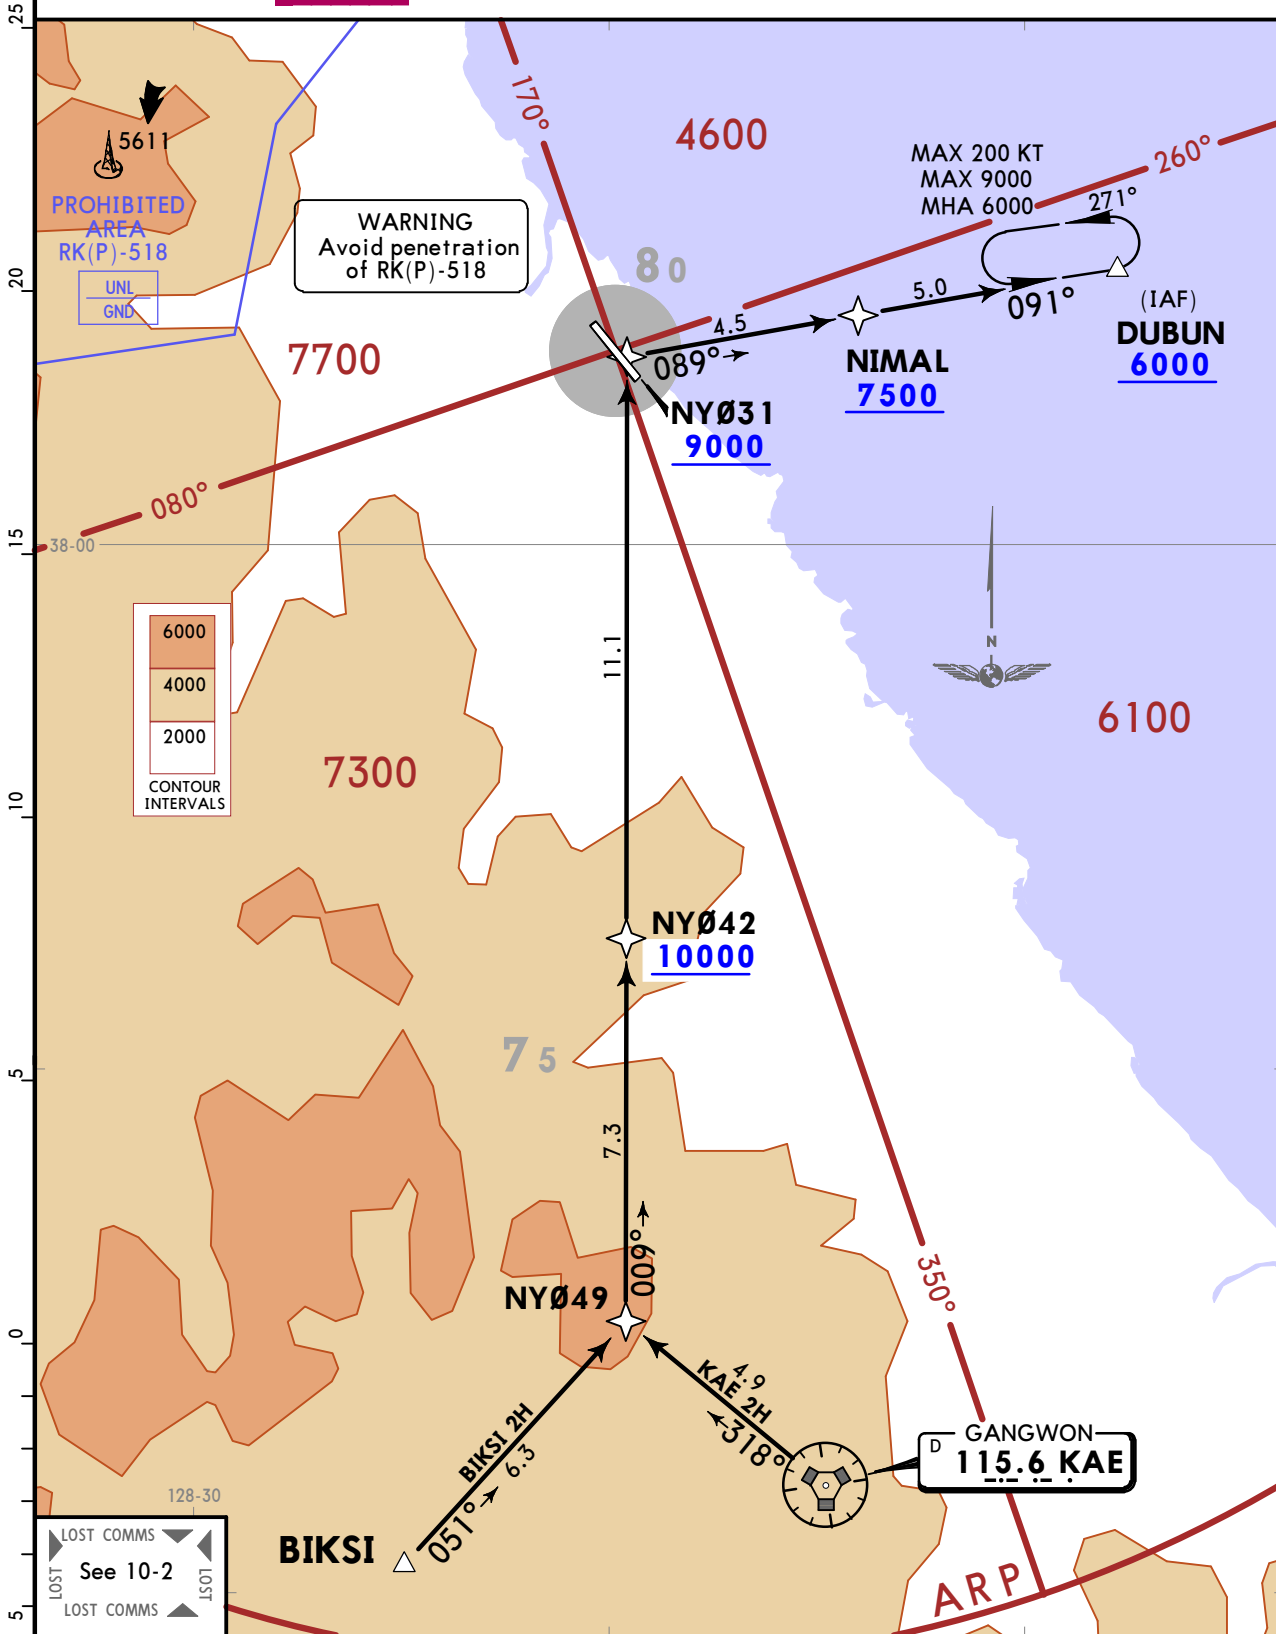 25
170°
4600
MAX 200 KT
MAX 9000
MHA 6000
260°
271°
5611
PROHIBITED
AREA
RK(P)-518
UNL
GND
WARNING
Avoid penetration
of RK(P)-518
20
80
5.0
091°
(IAF)
DUBUN
6000
4.5
089°
NIMAL
7500
7700
NYØ31
9000
080°
15
38-00
6000
4000
2000
CONTOUR
INTERVALS
11.1
N
6100
7300
10
NYØ42
10000
75
5
7.3
009°
NYØ49
350°
0
BIKSI 2H
6.3
051°
4.9
KAE 2H
318°
GANGWON
D
115.6 KAE
128-30
BIKSI
LOST COMMS
LOST
See 10-2
LOST
LOST COMMS
ARP
5